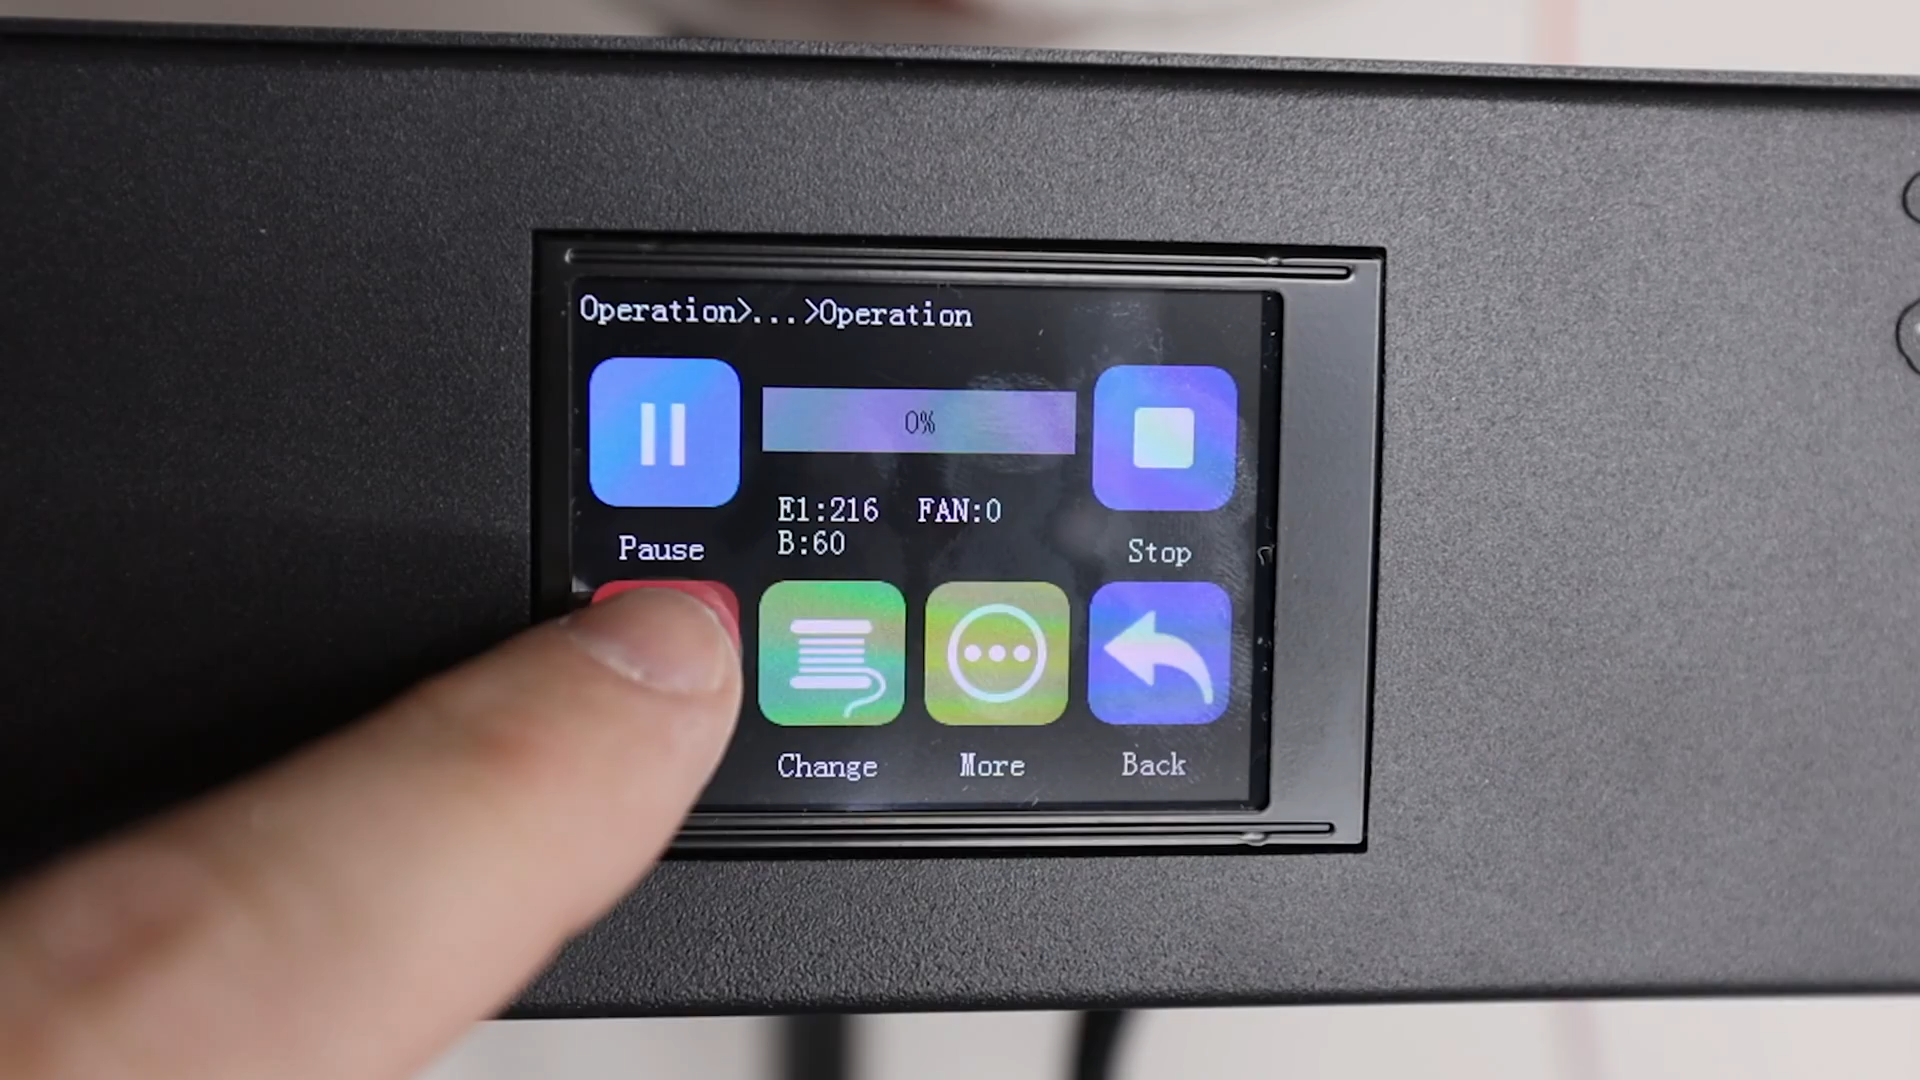 Operation>...>Operation
0%
E1:216 FAN:0
B:60
Pause
Stop
Change
More
Back